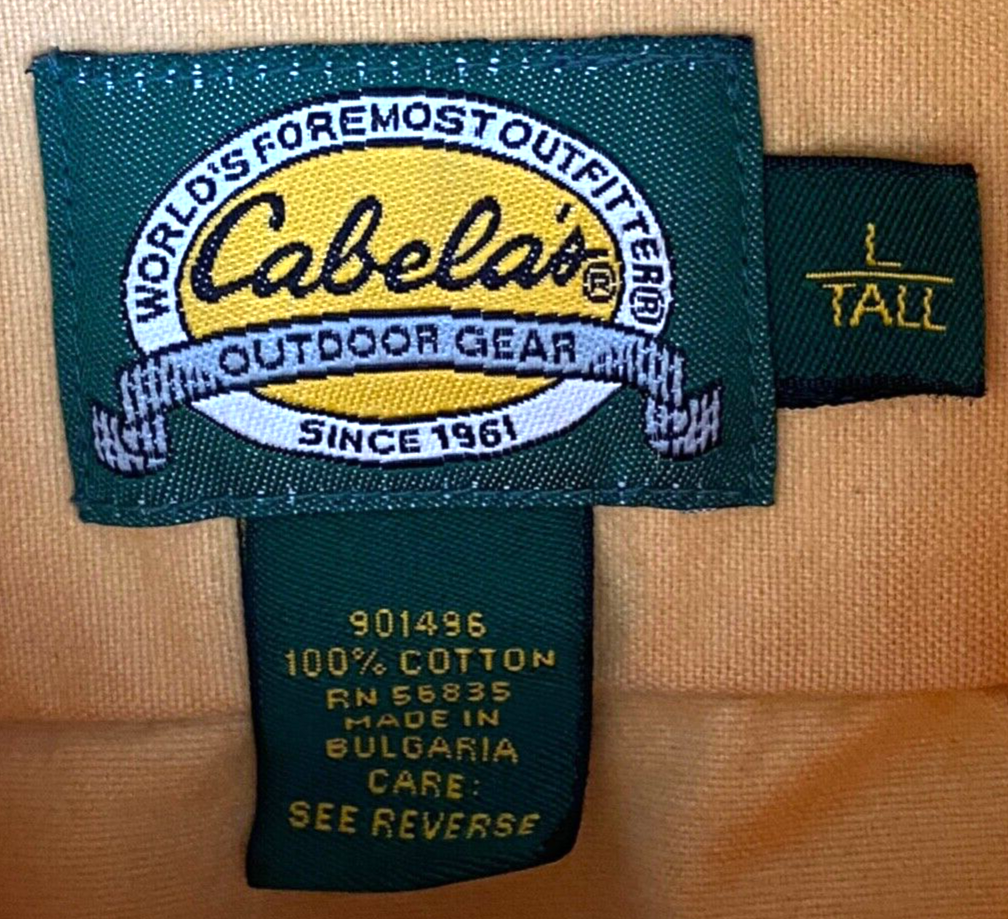 WORLD'S FOREMOST OUTFITTER®
Cabela's®
OUTDOOR GEAR
SINCE 1961
L
TALL
901496
100% COTTON
RN 56835
MADE IN
BULGARIA
CARE:
SEE REVERSE